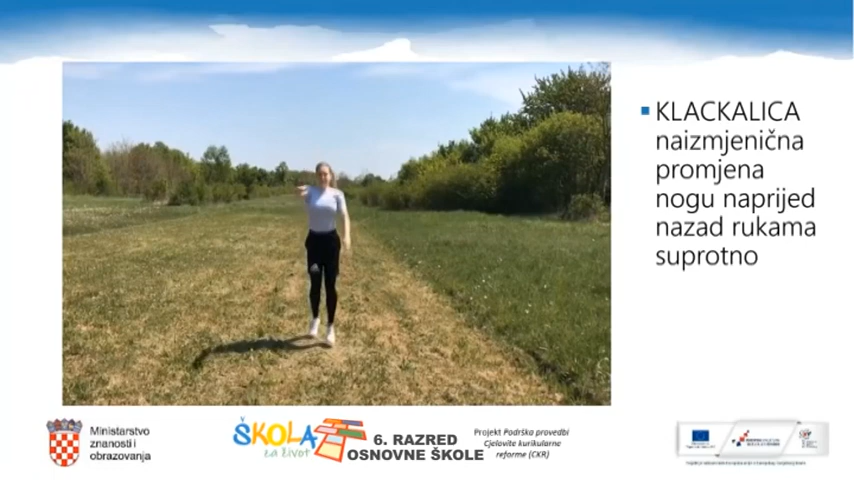 KLACKALICA
naizmjenična
promjena
nogu naprijed
nazad rukama
suprotno
Ministarstvo
znanosti i
obrazovanja
ŠKOLA
za život
6. RAZRED
OSNOVNE ŠKOLE
Projekt Podrška provedbi
Cjelovite kurikularne
reforme (CKR)